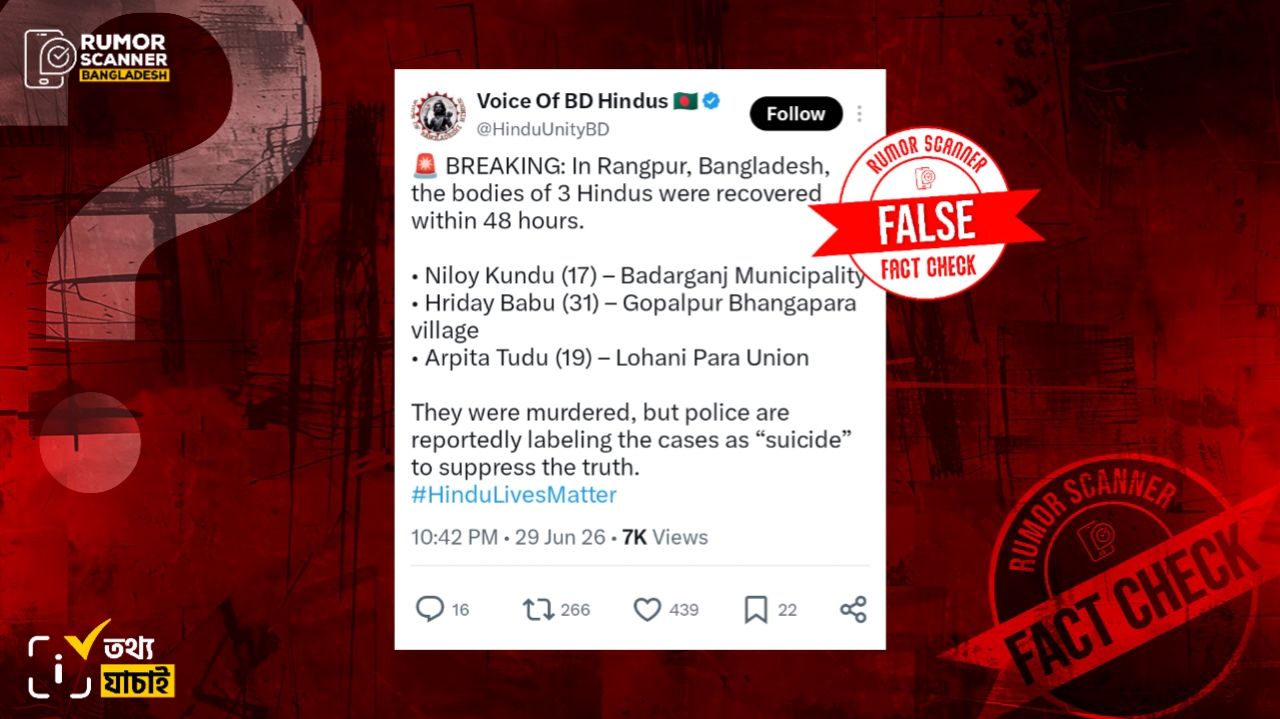 RUMOR
SCANNER
BANGLADESH
Voice Of BD Hindus 🇧🇩
@HinduUnityBD
Follow
🚨 BREAKING: In Rangpur, Bangladesh,
the bodies of 3 Hindus were recovered
within 48 hours.
• Niloy Kundu (17) – Badarganj Municipality
• Hriday Babu (31) – Gopalpur Bhangapara
village
• Arpita Tudu (19) – Lohani Para Union
They were murdered, but police are
reportedly labeling the cases as “suicide”
to suppress the truth.
#HinduLivesMatter
10:42 PM • 29 Jun 26 • 7K Views
16 266 439 22
RUMOR SCANNER
FALSE
FACT CHECK
RUMOR SCANNER
FACT CHECK
তথ্য
যাচাই